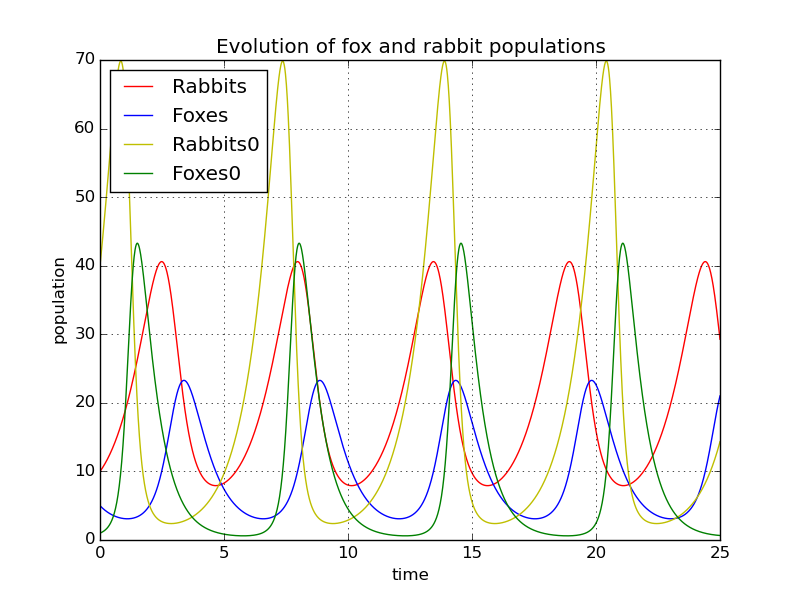 Evolution of fox and rabbit populations
70
60
50
40
30
20
10
0
population
Rabbits
Foxes
Rabbits0
Foxes0
0 5 10 15 20 25
time